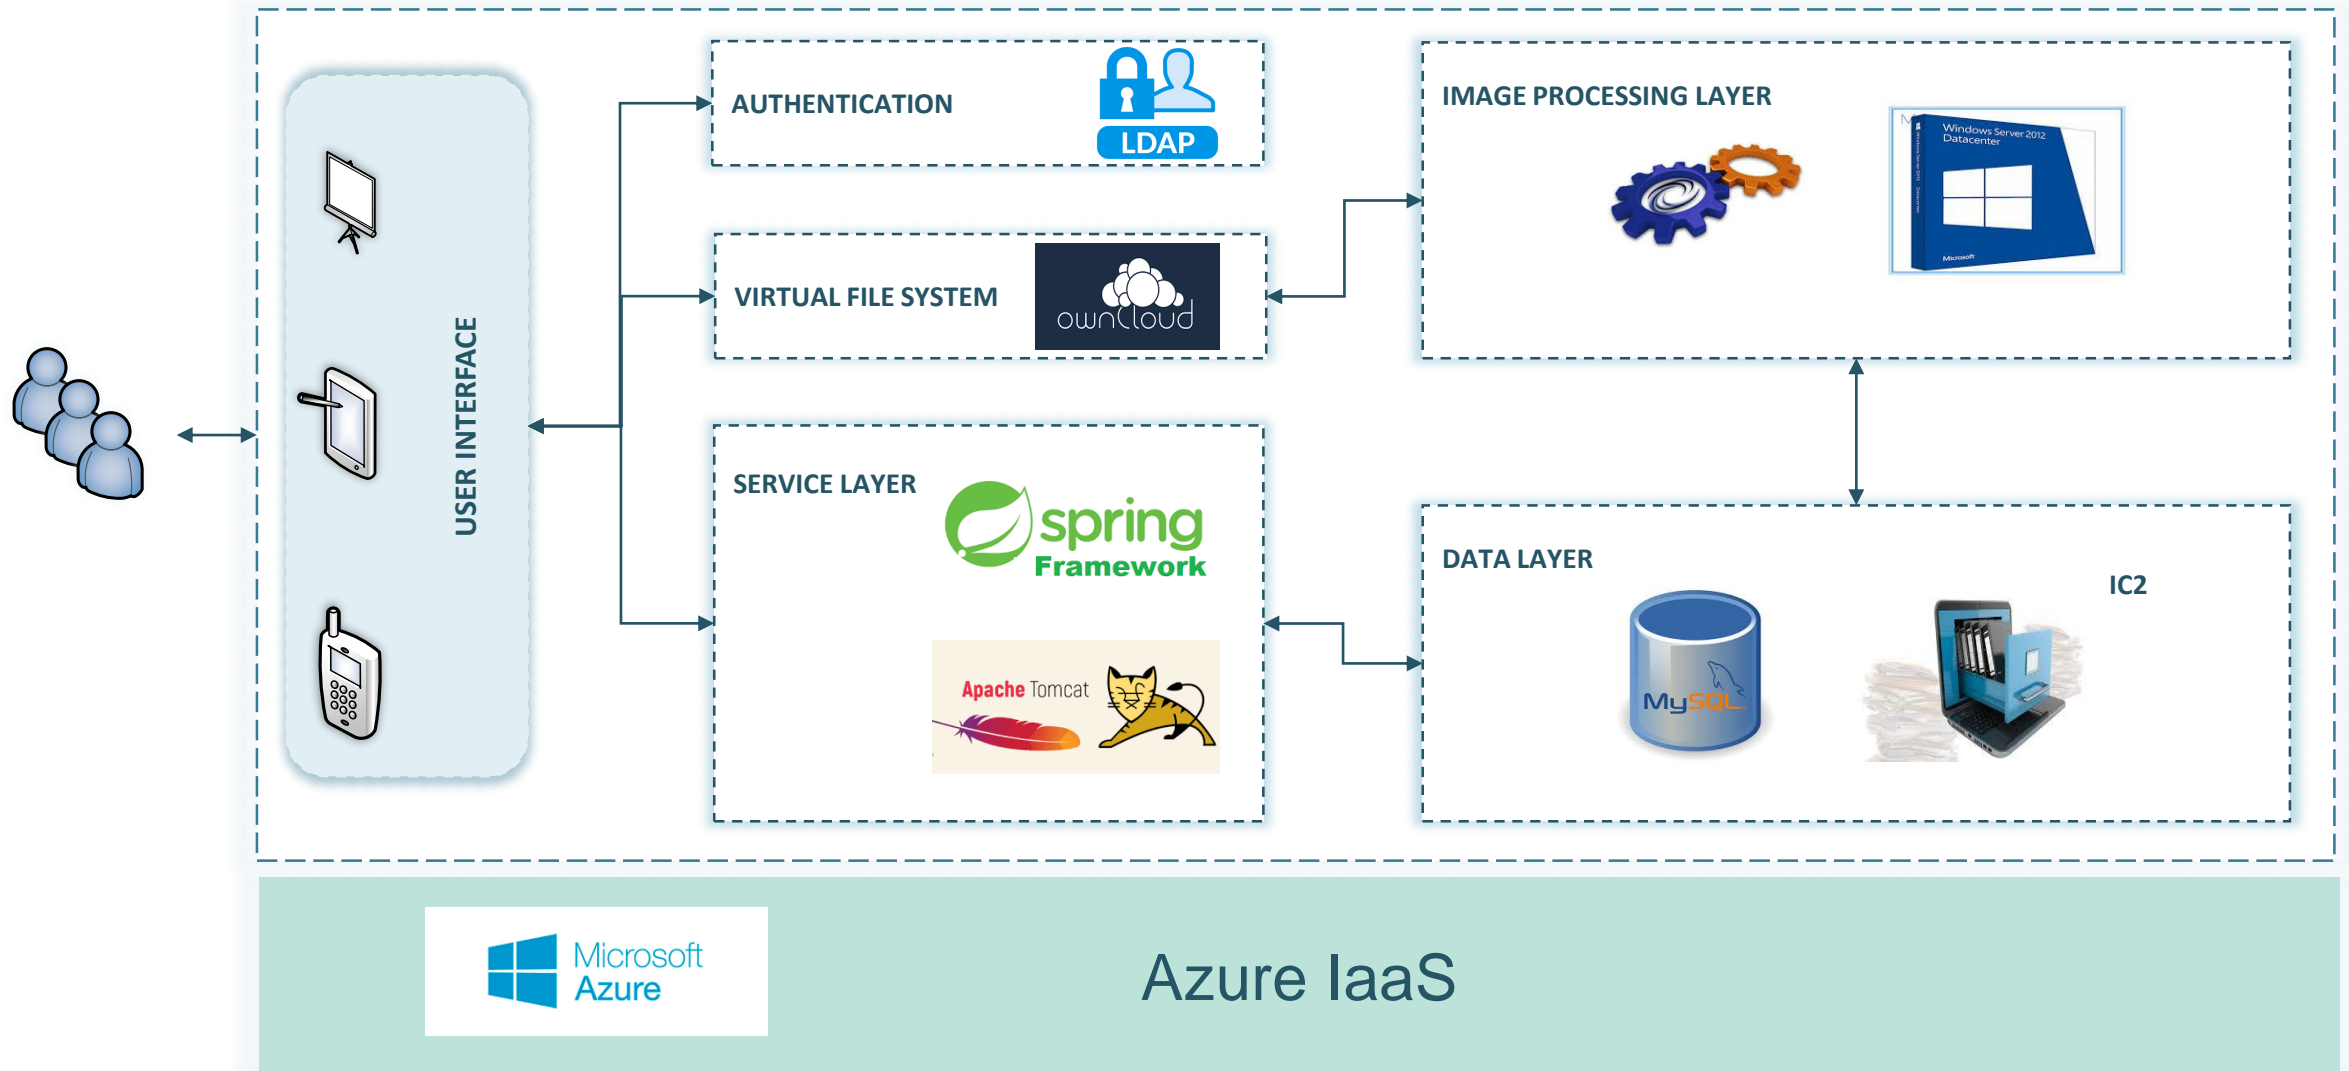 USER INTERFACE
AUTHENTICATION
LDAP
VIRTUAL FILE SYSTEM
ownCloud
SERVICE LAYER
spring
Framework
Apache Tomcat
IMAGE PROCESSING LAYER
Windows Server 2012
Datacenter
Microsoft
DATA LAYER
MySQL
IC2
Microsoft
Azure
Azure IaaS